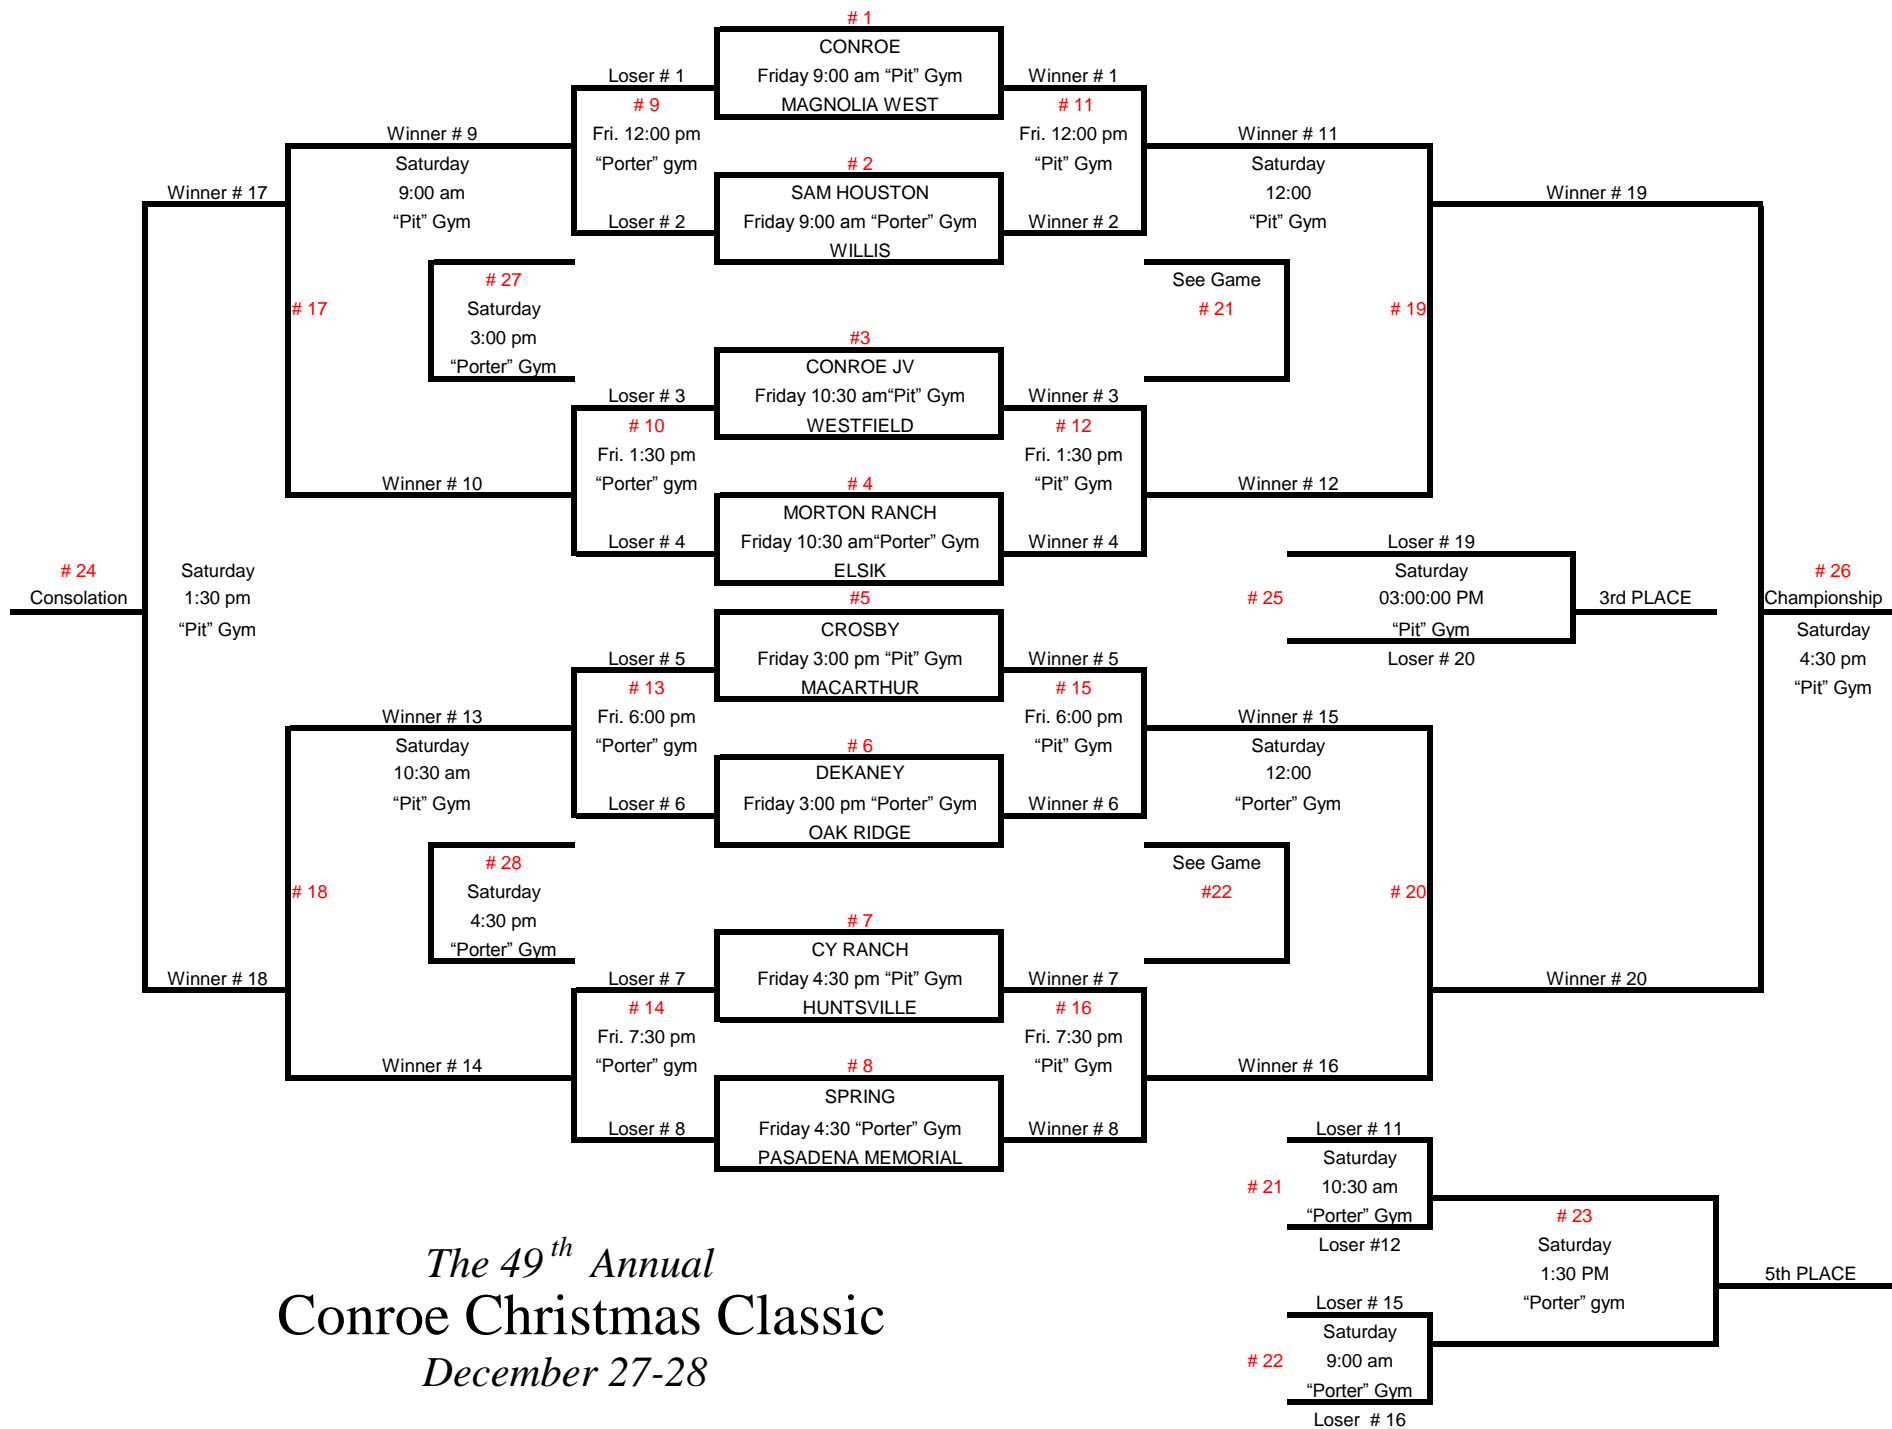 # 1
CONROE
Loser # 1
Friday 9:00 am “Pit” Gym
Winner # 1
# 9
MAGNOLIA WEST
# 11
Winner # 9
Fri. 12:00 pm
Fri. 12:00 pm
Winner # 11
Saturday
“Porter” gym
# 2
“Pit” Gym
Saturday
Winner # 17
9:00 am
SAM HOUSTON
12:00
Winner # 19
“Pit” Gym
Loser # 2
Friday 9:00 am “Porter” Gym
Winner # 2
“Pit” Gym
WILLIS
# 27
See Game
# 17
Saturday
# 21
# 19
3:00 pm
#3
“Porter” Gym
CONROE JV
Loser # 3
Friday 10:30 am“Pit” Gym
Winner # 3
# 10
WESTFIELD
# 12
Fri. 1:30 pm
Fri. 1:30 pm
Winner # 10
“Porter” gym
# 4
“Pit” Gym
Winner # 12
MORTON RANCH
Loser # 4
Friday 10:30 am“Porter” Gym
Winner # 4
Loser # 19
# 24
Saturday
ELSIK
Saturday
# 26
Consolation
1:30 pm
#5
# 25
03:00:00 PM
3rd PLACE
Championship
“Pit” Gym
CROSBY
“Pit” Gym
Saturday
Loser # 5
Friday 3:00 pm “Pit” Gym
Winner # 5
Loser # 20
4:30 pm
# 13
MACARTHUR
# 15
“Pit” Gym
Winner # 13
Fri. 6:00 pm
Fri. 6:00 pm
Winner # 15
Saturday
“Porter” gym
# 6
“Pit” Gym
Saturday
10:30 am
DEKANEY
12:00
“Pit” Gym
Loser # 6
Friday 3:00 pm “Porter” Gym
Winner # 6
“Porter” Gym
OAK RIDGE
# 28
See Game
# 18
Saturday
#22
# 20
4:30 pm
# 7
“Porter” Gym
CY RANCH
Winner # 18
Loser # 7
Friday 4:30 pm “Pit” Gym
Winner # 7
Winner # 20
# 14
HUNTSVILLE
# 16
Fri. 7:30 pm
Fri. 7:30 pm
Winner # 14
“Porter” gym
# 8
“Pit” Gym
Winner # 16
SPRING
Loser # 8
Friday 4:30 “Porter” Gym
Winner # 8
Loser # 11
PASADENA MEMORIAL
Saturday
# 21
10:30 am
“Porter” Gym
# 23
Loser #12
Saturday
1:30 PM
5th PLACE
Loser # 15
“Porter” gym
Saturday
# 22
9:00 am
“Porter” Gym
Loser # 16
The 49th Annual
Conroe Christmas Classic
December 27-28